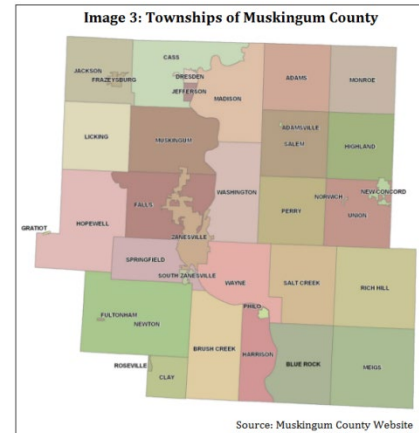 Image 3: Townships of Muskingum County
CASS
JACKSON
DRESDEN
ADAMS
MONROE
FRAZEYSBURG
JEFFERSON
MADISON
ADAMSVILLE
LICKING
MUSKINGUM
SALEM
HIGHLAND
NEW CONCORD
WASHINGTON
NORWICH
FALLS
PERRY
UNION
HOPEWELL
GRATIOT
ZANESVILLE
SPRINGFIELD
SOUTH ZANESVILLE
WAYNE
SALT CREEK
RICH HILL
PHILO
FULTONHAM
NEWTON
BRUSH CREEK
HARRISON
BLUE ROCK
ROSEVILLE
MEIGS
CLAY
Source: Muskingum County Website